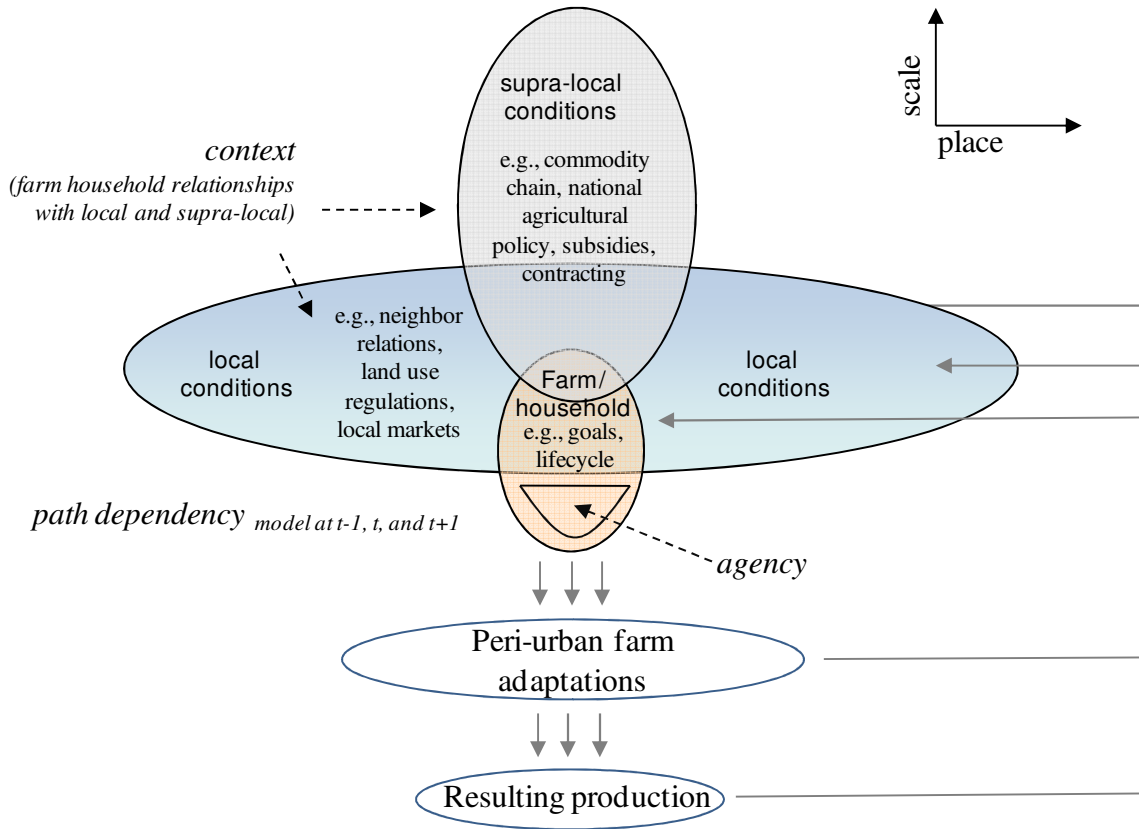 supra-local
conditions
e.g., commodity
chain, national
agricultural
policy, subsidies,
contracting
scale
place
context
(farm household relationships
with local and supra-local)
local
conditions
e.g., neighbor
relations,
land use
regulations,
local markets
Farm/
household
e.g., goals,
lifecycle
local
conditions
path dependency model at t-1, t, and t+1
agency
Peri-urban farm
adaptations
Resulting production